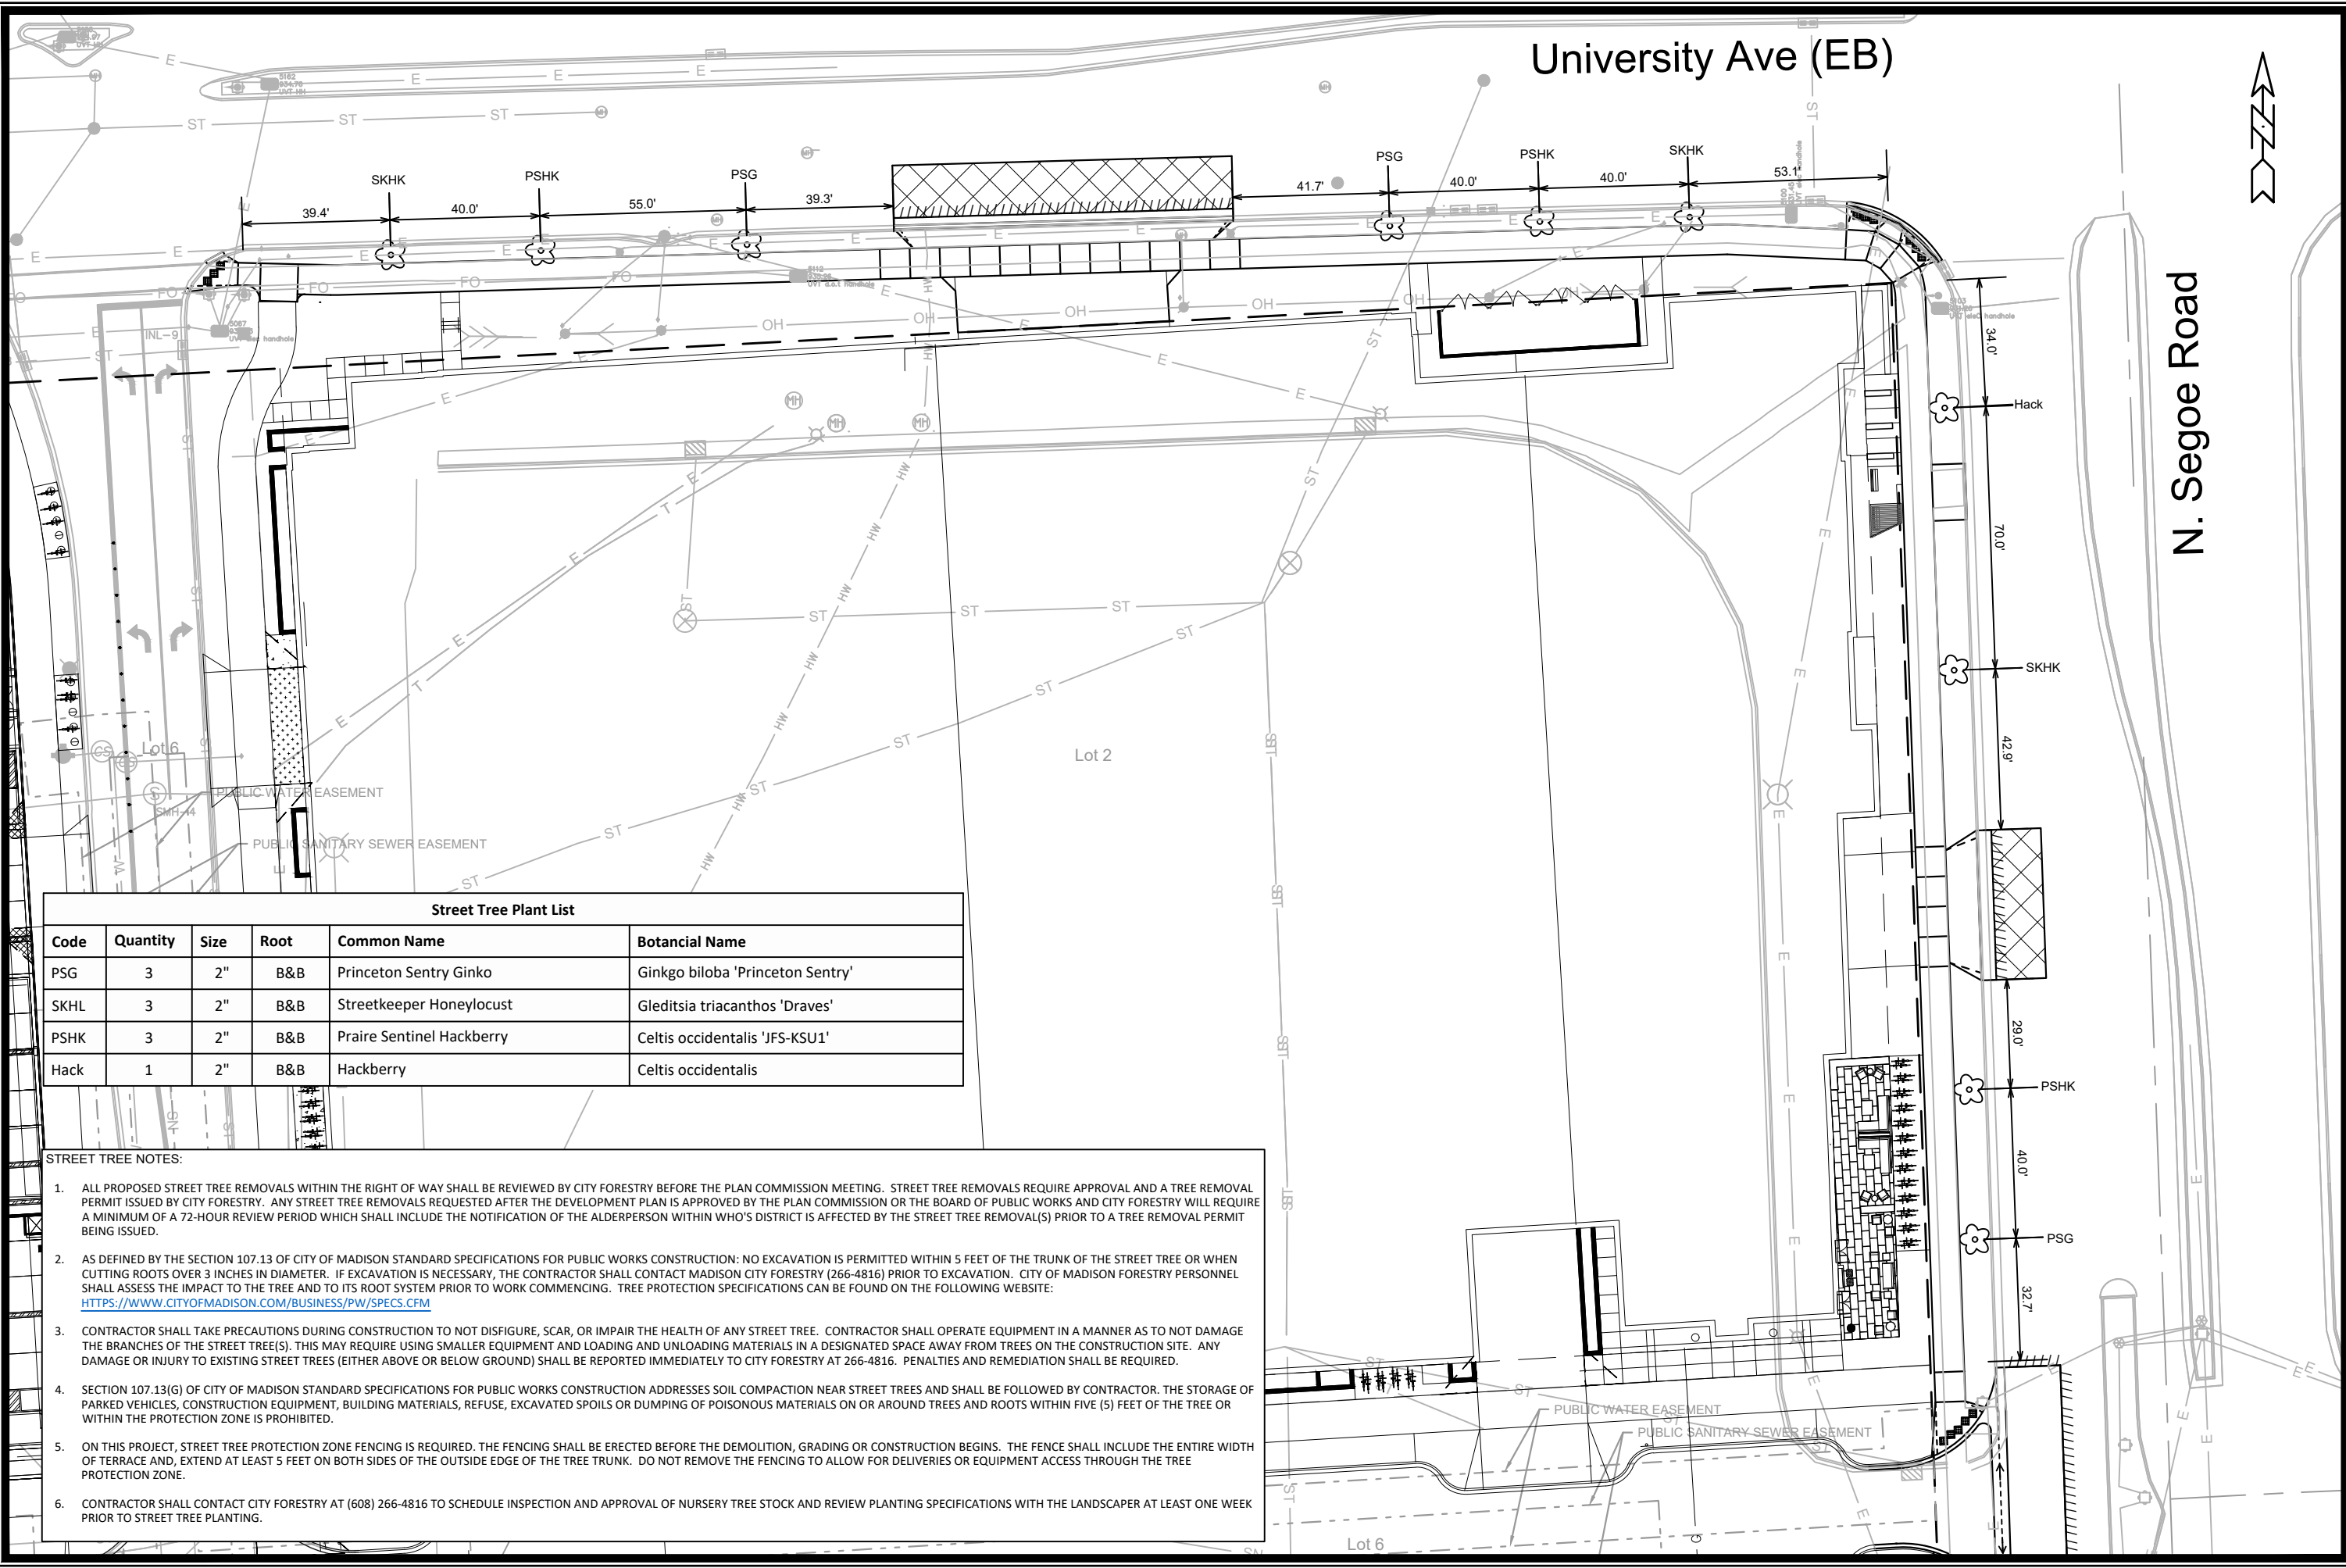 University Ave (EB)
N. Segoe Road
SKHK
PSHK
PSG
PSG
PSHK
SKHK
39.4'
40.0'
55.0'
39.3'
41.7'
40.0'
40.0'
53.1'
34.0'
Hack
70.0'
SKHK
42.9'
29.0'
PSHK
40.0'
PSG
32.7'
INL-9
Lot 6
Lot 2
PUBLIC WATER EASEMENT
SMH-44
PUBLIC SANITARY SEWER EASEMENT
Street Tree Plant List
Code Quantity Size Root Common Name Botancial Name
PSG 3 2" B&B Princeton Sentry Ginko Ginkgo biloba 'Princeton Sentry'
SKHL 3 2" B&B Streetkeeper Honeylocust Gleditsia triacanthos 'Draves'
PSHK 3 2" B&B Praire Sentinel Hackberry Celtis occidentalis 'JFS-KSU1'
Hack 1 2" B&B Hackberry Celtis occidentalis
STREET TREE NOTES:
1. ALL PROPOSED STREET TREE REMOVALS WITHIN THE RIGHT OF WAY SHALL BE REVIEWED BY CITY FORESTRY BEFORE THE PLAN COMMISSION MEETING. STREET TREE REMOVALS REQUIRE APPROVAL AND A TREE REMOVAL
PERMIT ISSUED BY CITY FORESTRY. ANY STREET TREE REMOVALS REQUESTED AFTER THE DEVELOPMENT PLAN IS APPROVED BY THE PLAN COMMISSION OR THE BOARD OF PUBLIC WORKS AND CITY FORESTRY WILL REQUIRE
A MINIMUM OF A 72-HOUR REVIEW PERIOD WHICH SHALL INCLUDE THE NOTIFICATION OF THE ALDERPERSON WITHIN WHO'S DISTRICT IS AFFECTED BY THE STREET TREE REMOVAL(S) PRIOR TO A TREE REMOVAL PERMIT
BEING ISSUED.
2. AS DEFINED BY THE SECTION 107.13 OF CITY OF MADISON STANDARD SPECIFICATIONS FOR PUBLIC WORKS CONSTRUCTION: NO EXCAVATION IS PERMITTED WITHIN 5 FEET OF THE TRUNK OF THE STREET TREE OR WHEN
CUTTING ROOTS OVER 3 INCHES IN DIAMETER. IF EXCAVATION IS NECESSARY, THE CONTRACTOR SHALL CONTACT MADISON CITY FORESTRY (266-4816) PRIOR TO EXCAVATION. CITY OF MADISON FORESTRY PERSONNEL
SHALL ASSESS THE IMPACT TO THE TREE AND TO ITS ROOT SYSTEM PRIOR TO WORK COMMENCING. TREE PROTECTION SPECIFICATIONS CAN BE FOUND ON THE FOLLOWING WEBSITE:
HTTPS://WWW.CITYOFMADISON.COM/BUSINESS/PW/SPECS.CFM
3. CONTRACTOR SHALL TAKE PRECAUTIONS DURING CONSTRUCTION TO NOT DISFIGURE, SCAR, OR IMPAIR THE HEALTH OF ANY STREET TREE. CONTRACTOR SHALL OPERATE EQUIPMENT IN A MANNER AS TO NOT DAMAGE
THE BRANCHES OF THE STREET TREE(S). THIS MAY REQUIRE USING SMALLER EQUIPMENT AND LOADING AND UNLOADING MATERIALS IN A DESIGNATED SPACE AWAY FROM TREES ON THE CONSTRUCTION SITE. ANY
DAMAGE OR INJURY TO EXISTING STREET TREES (EITHER ABOVE OR BELOW GROUND) SHALL BE REPORTED IMMEDIATELY TO CITY FORESTRY AT 266-4816. PENALTIES AND REMEDIATION SHALL BE REQUIRED.
4. SECTION 107.13(G) OF CITY OF MADISON STANDARD SPECIFICATIONS FOR PUBLIC WORKS CONSTRUCTION ADDRESSES SOIL COMPACTION NEAR STREET TREES AND SHALL BE FOLLOWED BY CONTRACTOR. THE STORAGE OF
PARKED VEHICLES, CONSTRUCTION EQUIPMENT, BUILDING MATERIALS, REFUSE, EXCAVATED SPOILS OR DUMPING OF POISONOUS MATERIALS ON OR AROUND TREES AND ROOTS WITHIN FIVE (5) FEET OF THE TREE OR
WITHIN THE PROTECTION ZONE IS PROHIBITED.
5. ON THIS PROJECT, STREET TREE PROTECTION ZONE FENCING IS REQUIRED. THE FENCING SHALL BE ERECTED BEFORE THE DEMOLITION, GRADING OR CONSTRUCTION BEGINS. THE FENCE SHALL INCLUDE THE ENTIRE WIDTH
OF TERRACE AND, EXTEND AT LEAST 5 FEET ON BOTH SIDES OF THE OUTSIDE EDGE OF THE TREE TRUNK. DO NOT REMOVE THE FENCING TO ALLOW FOR DELIVERIES OR EQUIPMENT ACCESS THROUGH THE TREE
PROTECTION ZONE.
6. CONTRACTOR SHALL CONTACT CITY FORESTRY AT (608) 266-4816 TO SCHEDULE INSPECTION AND APPROVAL OF NURSERY TREE STOCK AND REVIEW PLANTING SPECIFICATIONS WITH THE LANDSCAPER AT LEAST ONE WEEK
PRIOR TO STREET TREE PLANTING.
PUBLIC WATER EASEMENT
PUBLIC SANITARY SEWER EASEMENT
Lot 6